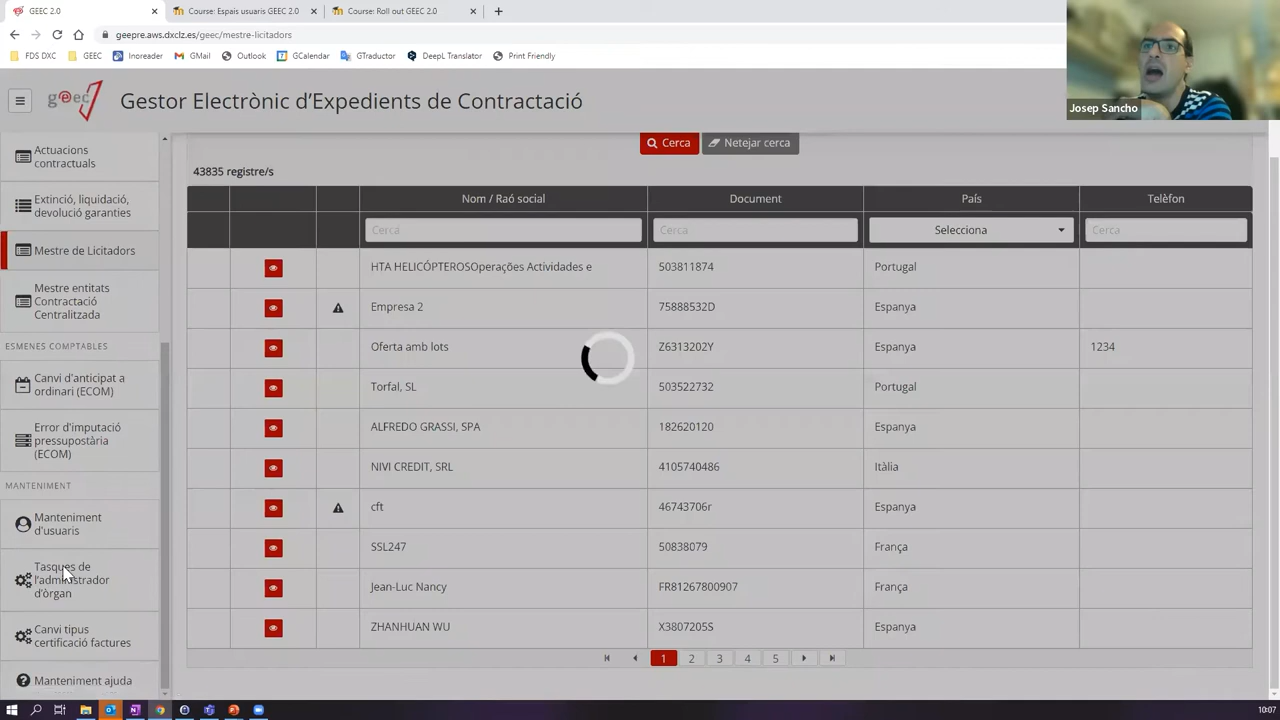 GEEC 2.0
Course: Espais usuaris GEEC 2.0
Course: Roll out GEEC 2.0
geepre.aws.dxclz.es/geec/mestre-licitadors
FDS DXC
GEEC
Inoreader
GMail
Outlook
GCalendar
GTraductor
DeepL Translator
Print Friendly
Josep Sancho
geec
Gestor Electrònic d'Expedients de Contractació
Actuacions
contractuals
Extinció, liquidació,
devolució garanties
Mestre de Licitadors
Mestre entitats
Contractació
Centralitzada
ESMENES COMPTABLES
Canvi d'anticipat a
ordinari (ECOM)
Error d'imputació
pressupostària
(ECOM)
MANTENIMENT
Manteniment
d'usuaris
Tasques de
l'administrador
d'òrgan
Canvi tipus
certificació factures
Manteniment ajuda
Cerca
Netejar cerca
43835 registre/s
Nom / Raó social
Document
País
Telèfon
Cerca
Cerca
Selecciona
Cerca
HTA HELICÓPTEROSOperações Actividades e
503811874
Portugal
Empresa 2
75888532D
Espanya
Oferta amb lots
Z6313202Y
Espanya
1234
Torfal, SL
503522732
Portugal
ALFREDO GRASSI, SPA
182620120
Espanya
NIVI CREDIT, SRL
4105740486
Itàlia
cft
46743706r
Espanya
SSL247
50838079
França
Jean-Luc Nancy
FR81267800907
França
ZHANHUAN WU
X3807205S
Espanya
1
2
3
4
5
10:07